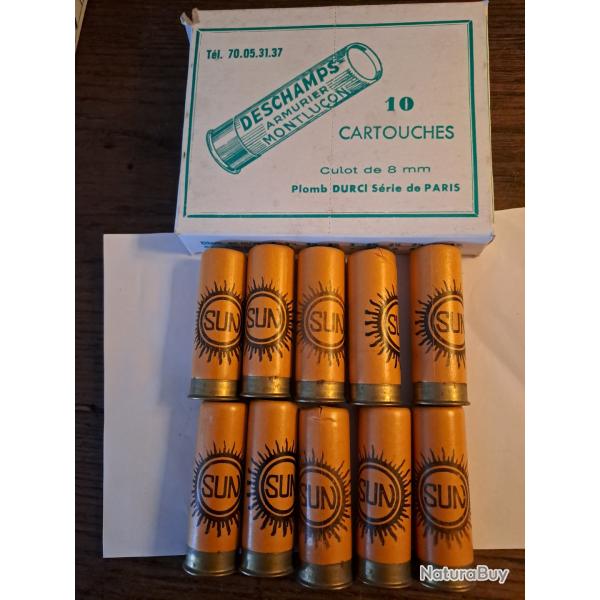 Tél. 70.05.31.37
DESCHAMPS
ARMURIER
MONTLUÇON
10
CARTOUCHES
Culot de 8 mm
Plomb DURCI Série de PARIS
SUN
SUN
SUN
SUN
SUN
SUN
SUN
SUN
SUN
NaturaBuy